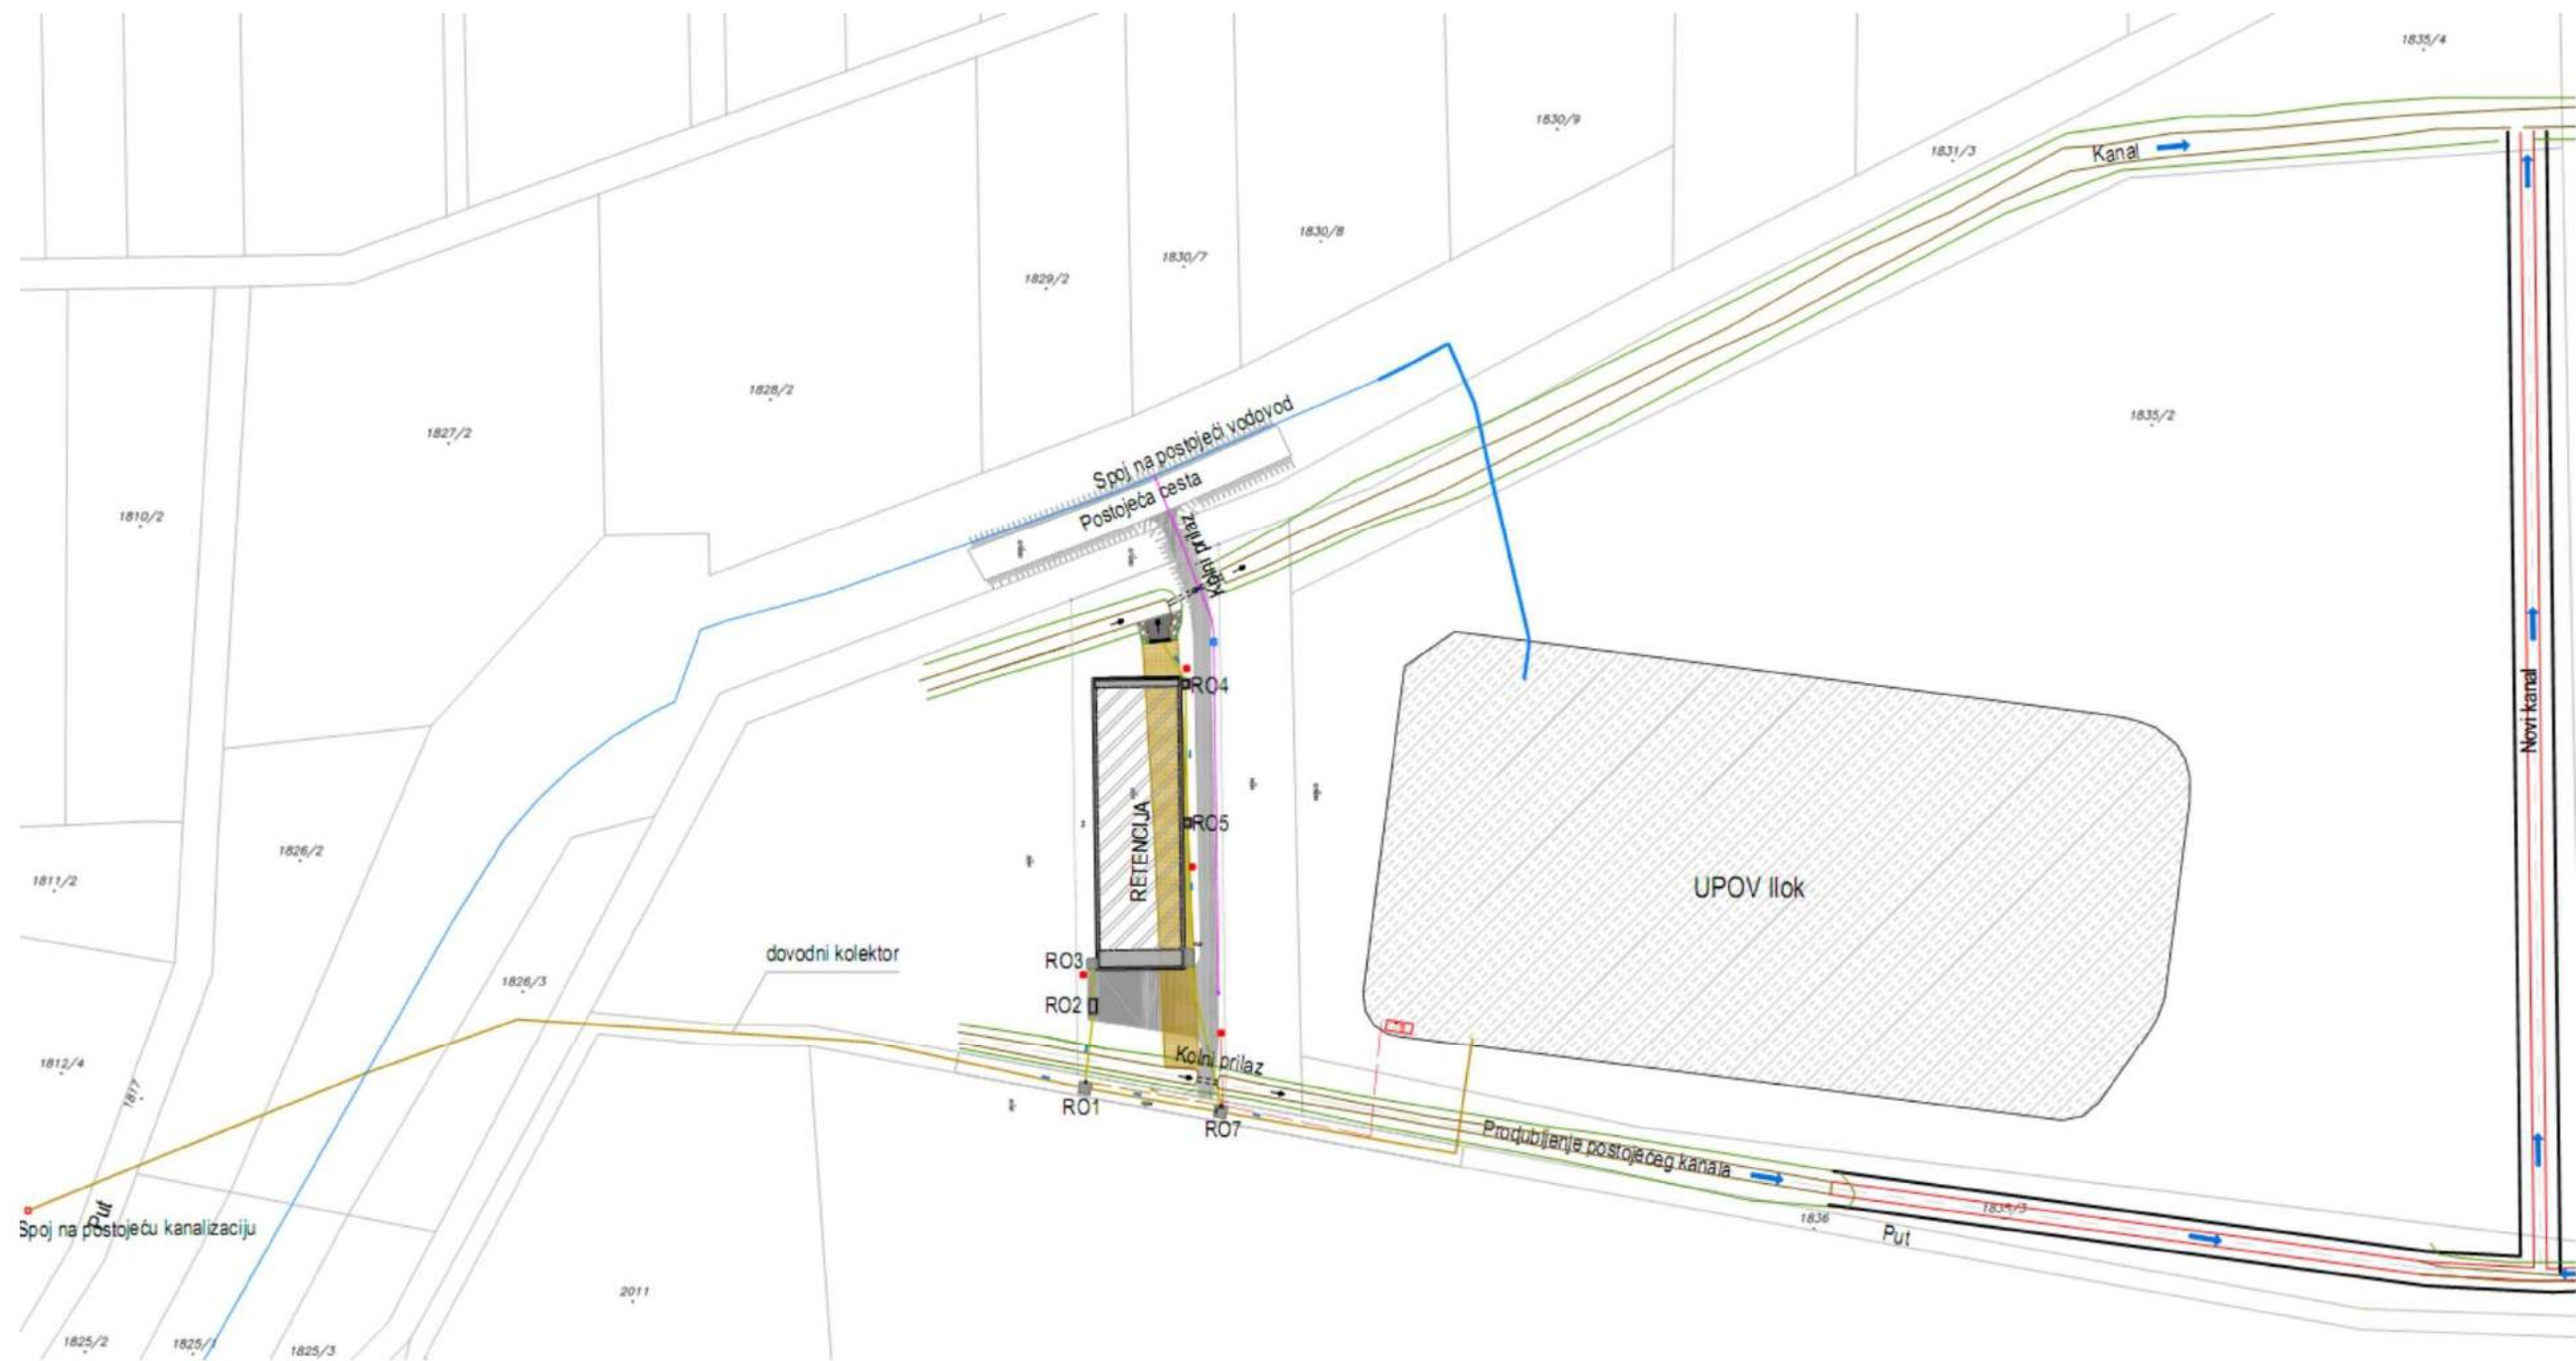 1835/4
1830/9
1831/3
Kanal
1830/8
1830/7
1829/2
1828/2
1835/2
1827/2
Spoj na postojeći vodovod
Postojeća cesta
1810/2
Kolni prilaz
RO4
Novi kanal
RO5
RETENCIJA
1826/2
1811/2
UPOV Ilok
dovodni kolektor
RO3
1826/3
RO2
Kolni prilaz
1812/4
1817
RO1
RO7
Produbljenje postojećeg kanala
1835/3
1836
Put
Put
Spoj na postojeću kanalizaciju
2011
1825/2
1825/1
1825/3